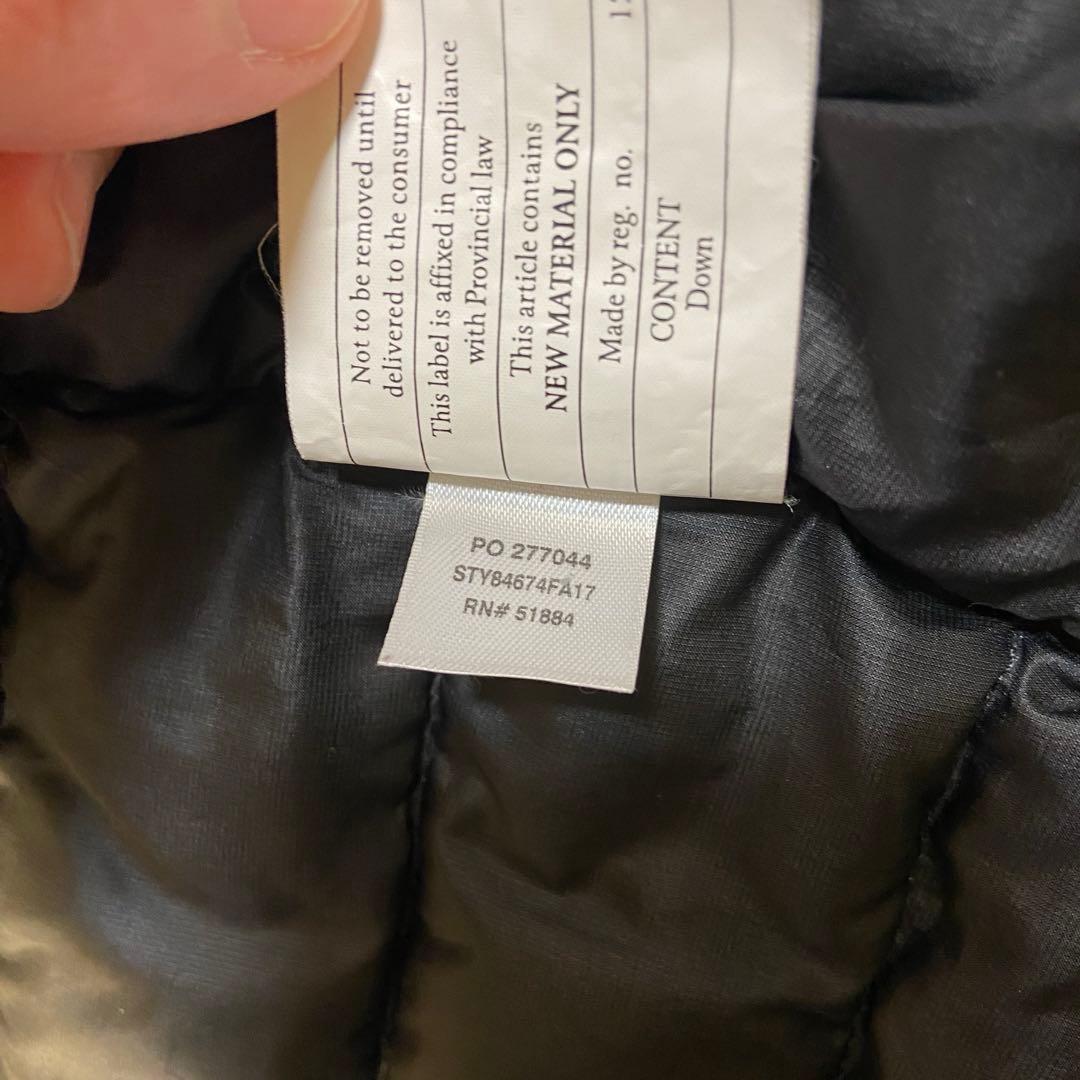 Not to be removed until
delivered to the consumer
This label is affixed in compliance
with Provincial law
This article contains
NEW MATERIAL ONLY
Made by reg. no.
CONTENT
Down
PO 277044
STY84674FA17
RN# 51884